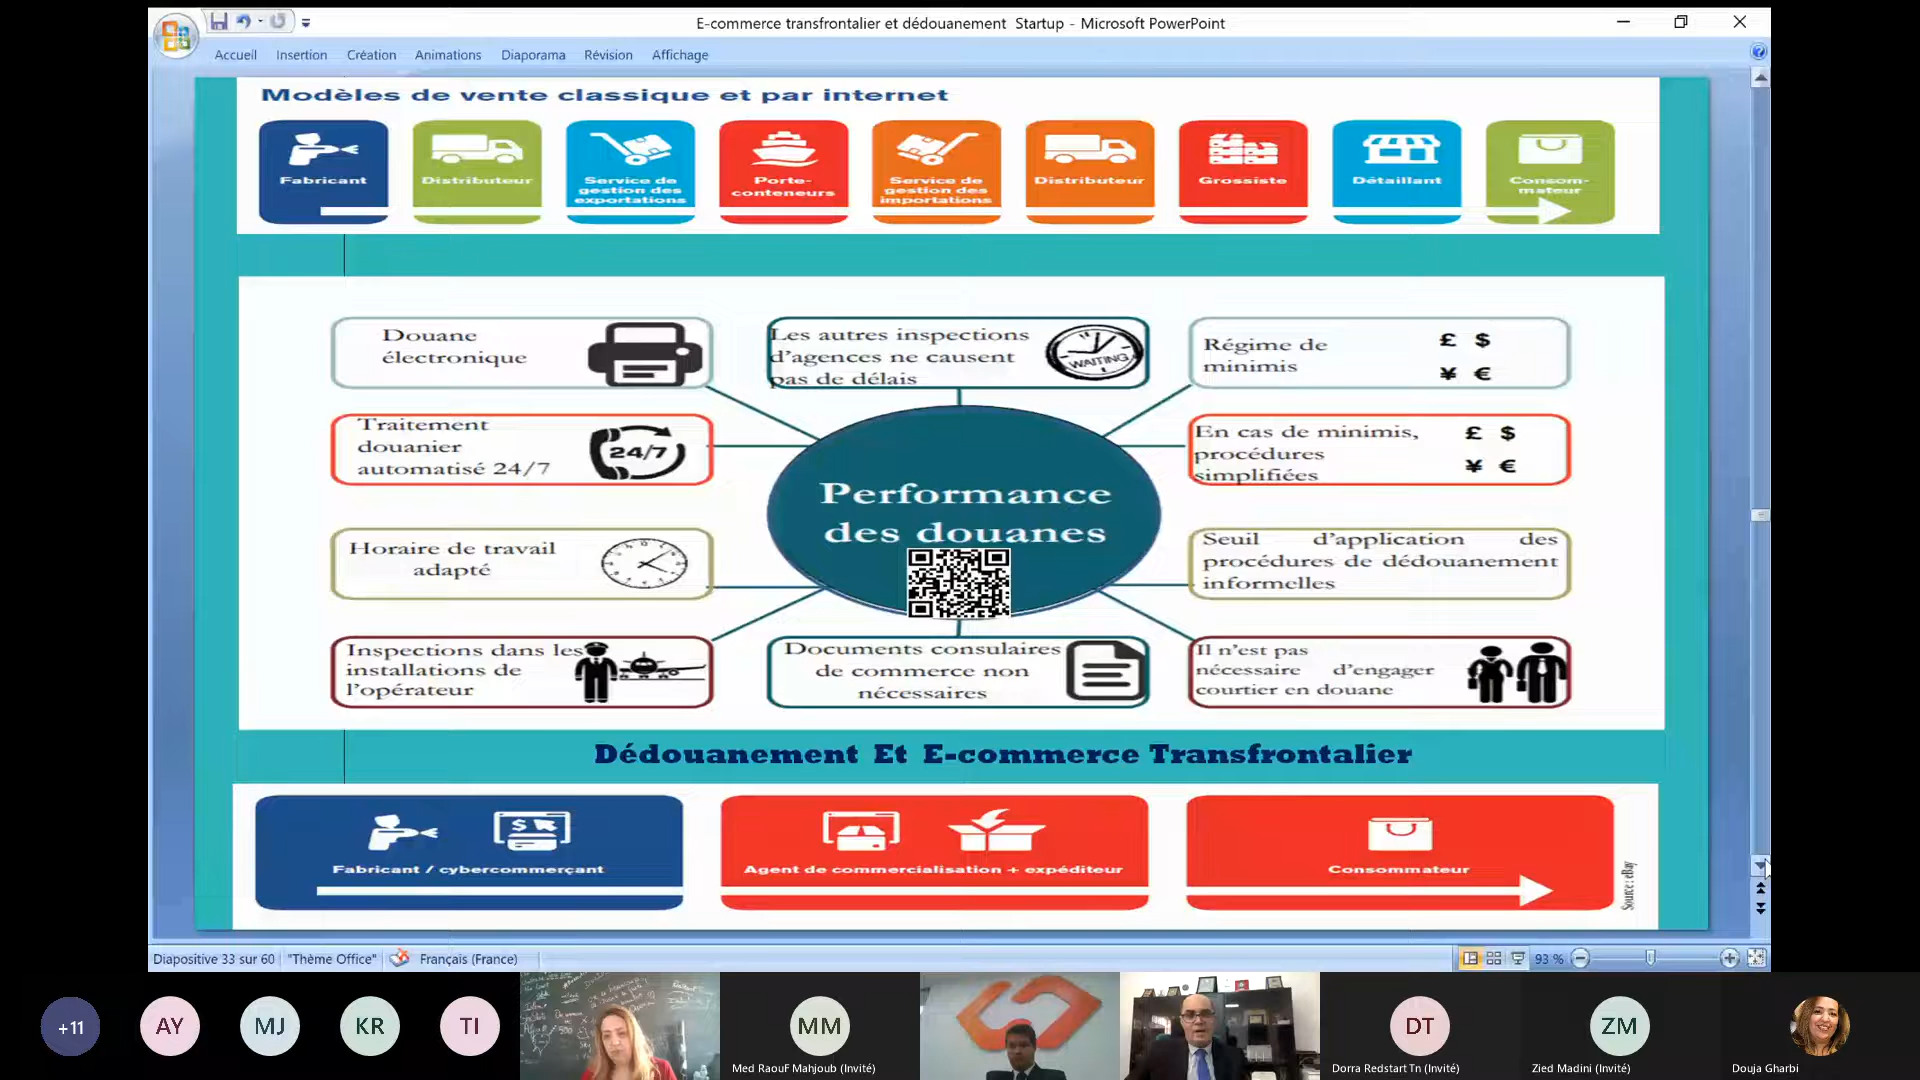 E-commerce transfrontalier et dédouanement Startup - Microsoft PowerPoint
Accueil Insertion Création Animations Diaporama Révision Affichage
Modèles de vente classique et par internet
Fabricant
Distributeur
Service de
gestion des
exportations
Porte-
conteneurs
Service de
gestion des
importations
Distributeur
Grossiste
Détaillant
Consom-
mateur
Douane
électronique
Les autres inspections
d'agences ne causent
pas de délais
WAITING
Régime de
minimis
£ $
¥ €
Traitement
douanier
automatisé 24/7
24/7
En cas de minimis,
procédures
simplifiées
£ $
¥ €
Performance
des douanes
Horaire de travail
adapté
Seuil d'application des
procédures de dédouanement
informelles
Inspections dans les
installations de
l'opérateur
Documents consulaires
de commerce non
nécessaires
Il n'est pas
nécessaire d'engager
courtier en douane
Dédouanement Et E-commerce Transfrontalier
Fabricant / cybercommerçant
Agent de commercialisation + expéditeur
Consommateur
Source : eBay
Diapositive 33 sur 60 "Thème Office" Français (France) 93 %
+11 AY MJ KR TI MM DT ZM
Med RaouF Mahjoub (Invité)
Dorra Redstart Tn (Invité)
Zied Madini (Invité)
Douja Gharbi